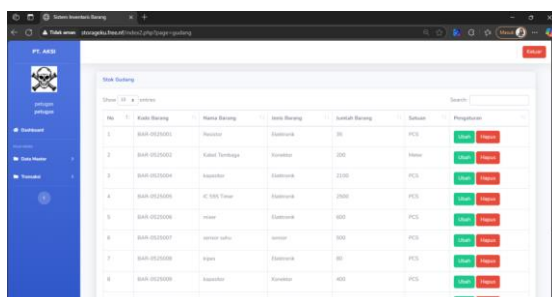 Sistem Inventaris Barang
Tidak aman storageku.free.nf/index2.php?page=gudang
Masuk
PT. AKSI
Keluar
petugas
petugas
Dashboard
Data Master
Transaksi
Stok Gudang
Show 10 entries
Search:
No Kode Barang Nama Barang Jenis Barang Jumlah Barang Satuan Pengaturan
1 BAR-0525001 Resistor Elektronik 35 PCS Ubah Hapus
2 BAR-0525002 Kabel Tembaga Konektor 200 Meter Ubah Hapus
3 BAR-0525004 kapasitor Elektronik 2100 PCS Ubah Hapus
4 BAR-0525005 IC 555 Timer Elektronik 2500 PCS Ubah Hapus
5 BAR-0525006 Elektronik 600 PCS Ubah Hapus
6 BAR-0525007 sensor suhu sensor 500 PCS Ubah Hapus
7 BAR-0525008 kipas Elektronik 80 PCS Ubah Hapus
8 BAR-0525009 kapasitor Konektor 400 PCS Ubah Hapus